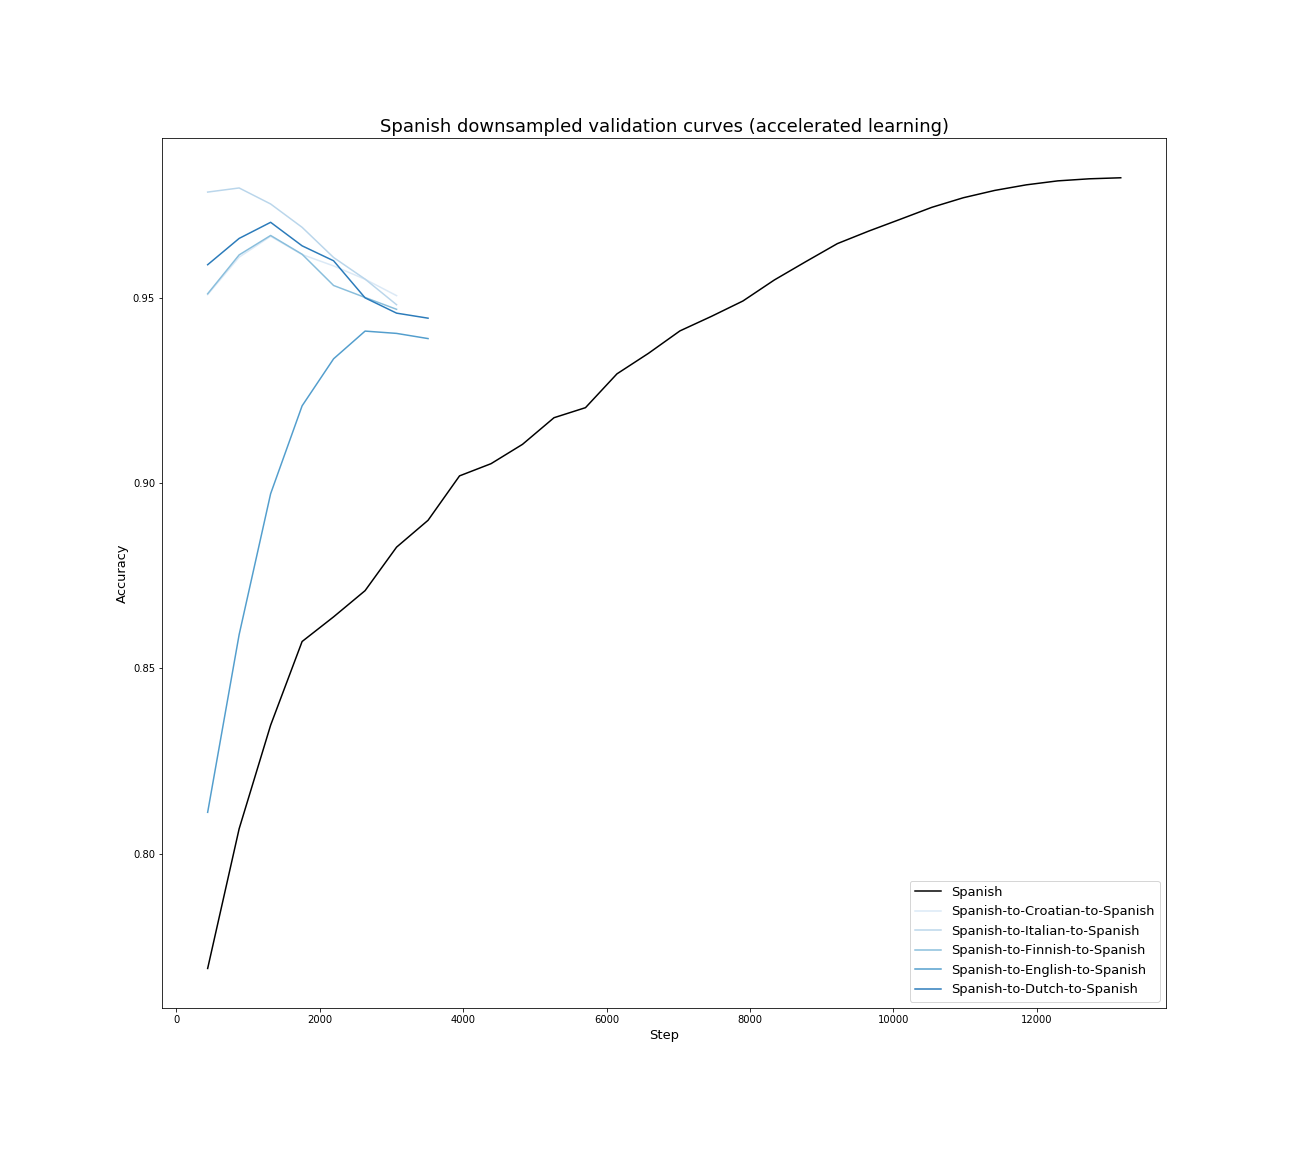 Spanish downsampled validation curves (accelerated learning)
0.95
0.90
0.85
0.80
Accuracy
0
2000
4000
6000
8000
10000
12000
Step
Spanish
Spanish-to-Croatian-to-Spanish
Spanish-to-Italian-to-Spanish
Spanish-to-Finnish-to-Spanish
Spanish-to-English-to-Spanish
Spanish-to-Dutch-to-Spanish